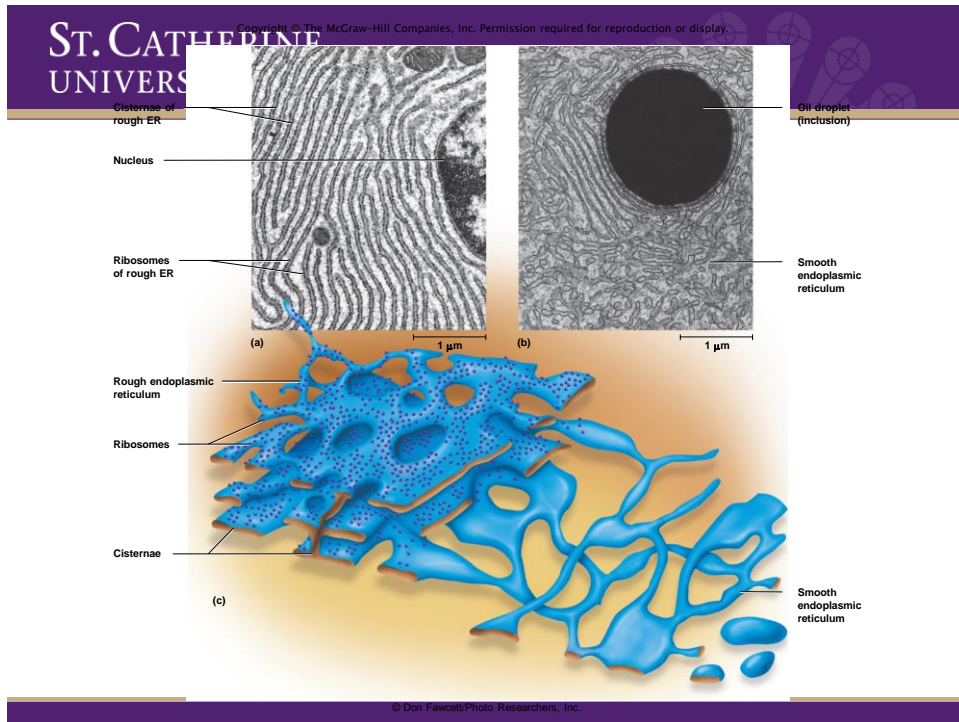 Copyright © The McGraw-Hill Companies, Inc. Permission required for reproduction or display.
ST. CATHERINE
UNIVERS
Cisternae of
rough ER
Nucleus
Ribosomes
of rough ER
Oil droplet
(inclusion)
Smooth
endoplasmic
reticulum
(a)
1 µm
(b)
1 µm
Rough endoplasmic
reticulum
Ribosomes
Cisternae
(c)
Smooth
endoplasmic
reticulum
© Don Fawcett/Photo Researchers, Inc.